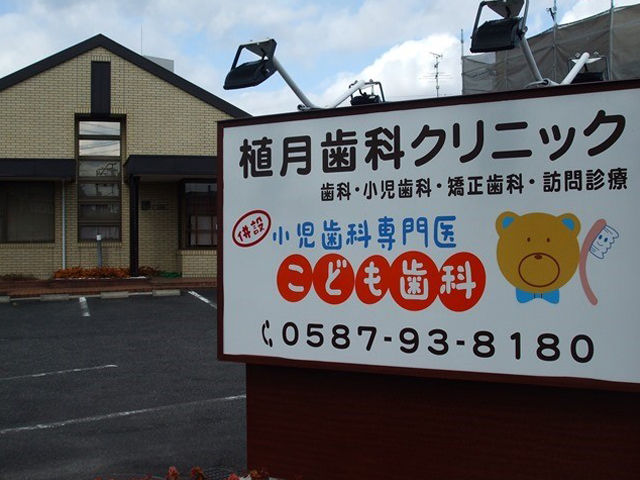 植月歯科クリニック
歯科・小児歯科・矯正歯科・訪問診療
併設 小児歯科専門医
こども歯科
0587-93-8180